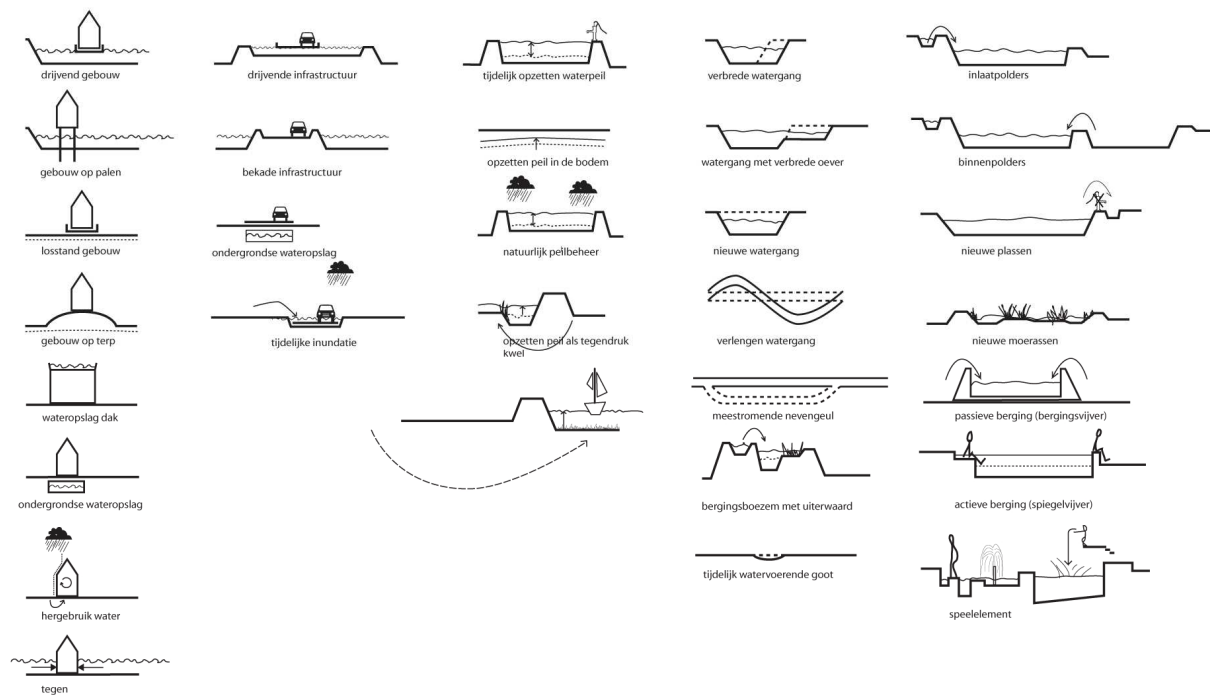 drijvend gebouw
gebouw op palen
losstand gebouw
gebouw op terp
wateropslag dak
ondergrondse wateropslag
hergebruik water
tegen
drijvende infrastructuur
bekade infrastructuur
ondergrondse wateropslag
tijdelijke inundatie
tijdelijk opzetten waterpeil
opzetten peil in de bodem
natuurlijk peilbeheer
opzetten peil als tegendruk
kwel
verbrede watergang
watergang met verbrede oever
nieuwe watergang
verlengen watergang
meestromende nevengeul
bergingsboezem met uiterwaard
tijdelijk watervoerende goot
inlaatpolders
binnenpolders
nieuwe plassen
nieuwe moerassen
passieve berging (bergingsvijver)
actieve berging (spiegelvijver)
speelelement